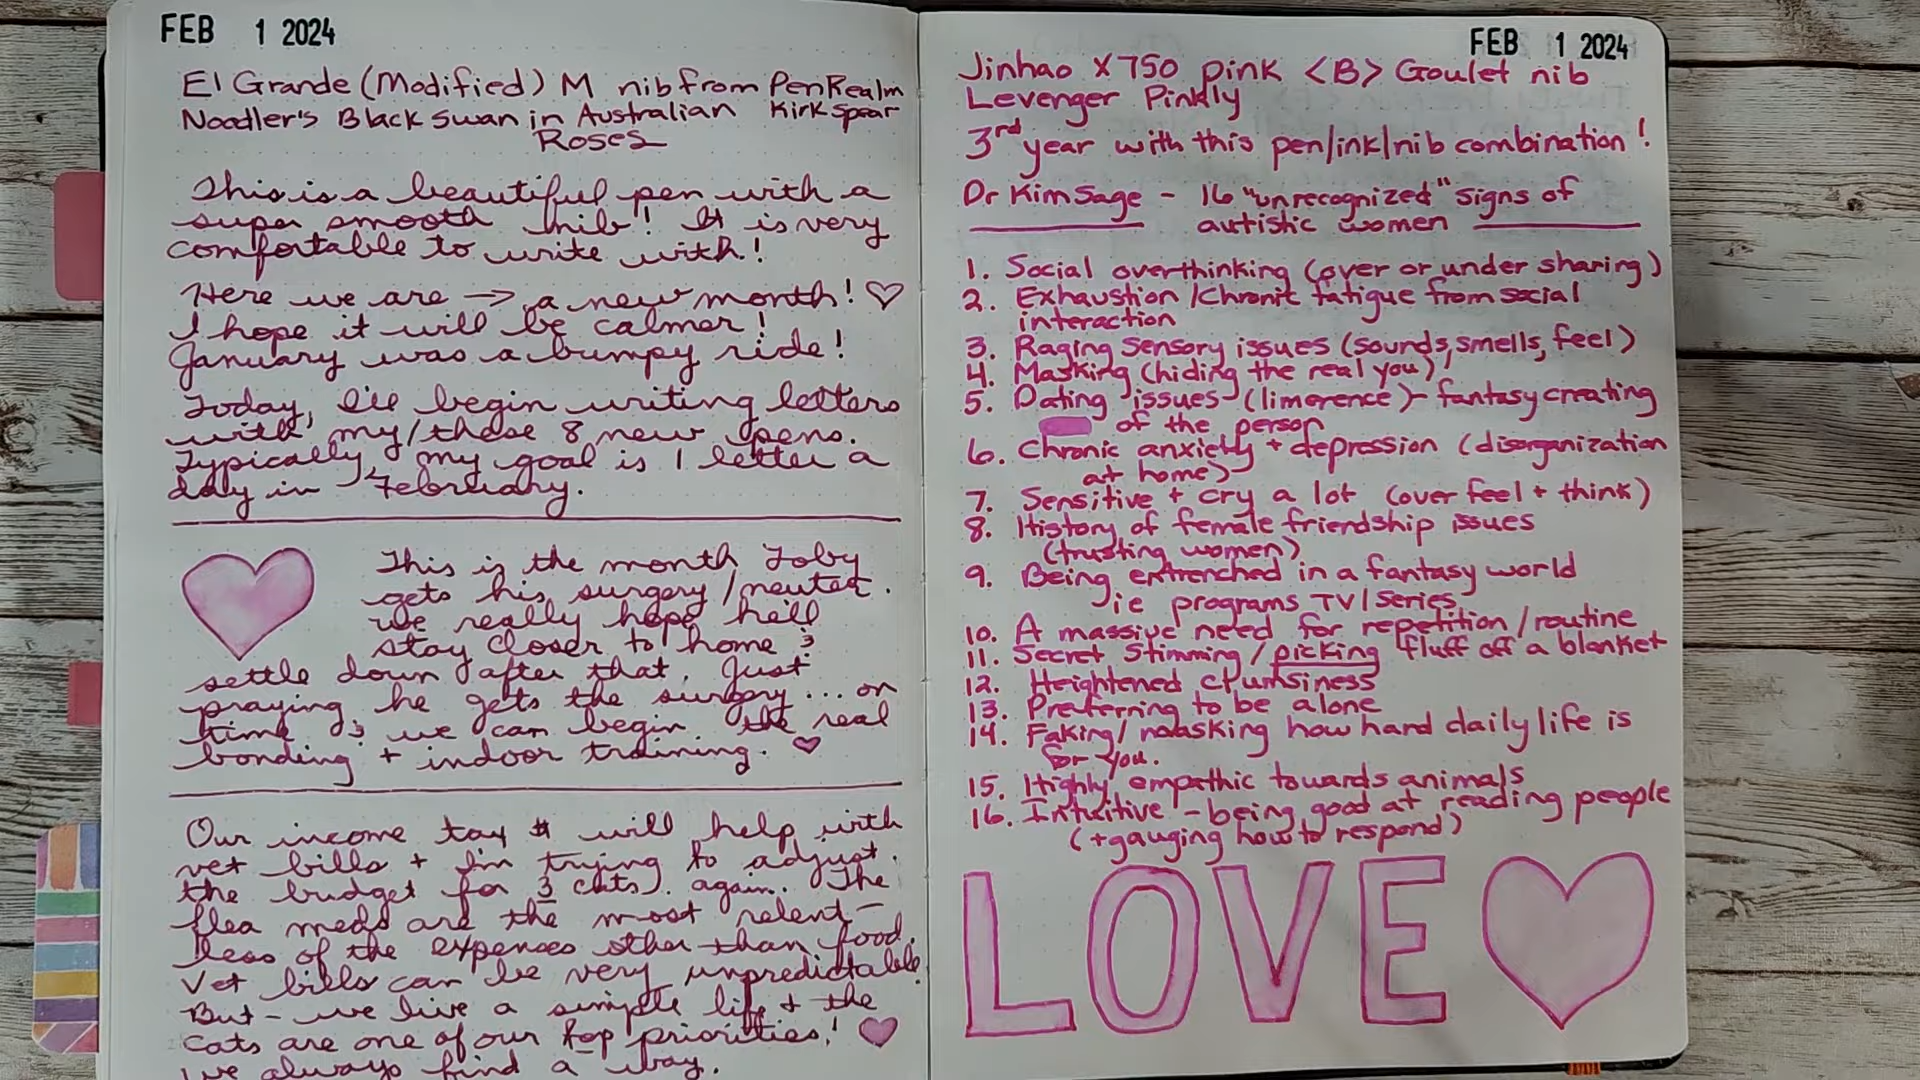 FEB 1 2024
El Grande (Modified) M nib from PenRealm
Noodler's Black Swan in Australian Kirk Spear
Roses
This is a beautiful pen with a
super smooth nib! It is very
comfortable to write with!
Here we are → a new month! ♡
I hope it will be calmer!
January was a bumpy ride!
Today, I'll begin writing letters
with my/these 8 new pens.
Typically, my goal is 1 letter a
day in February.
This is the month Toby
gets his surgery/neuter.
We really hope he'll
stay closer to home &
settle down after that. Just
praying he gets the surgery... on
time & we can begin the real
bonding + indoor training. ♡
Our income tax $ will help with
vet bills + I'm trying to adjust
the budget for 3 cats, again. The
flea meds are the most relent-
less of the expenses other than food.
Vet bills can be very unpredictable.
But - we live a simple life + the
cats are one of our top priorities!
We always find a way.
FEB 1 2024
Jinhao X750 pink <B> Goulet nib
Levenger Pinkly
3rd year with this pen/ink/nib combination!
Dr Kim Sage - 16 "unrecognized" signs of
autistic women
1. Social overthinking (over or under sharing)
2. Exhaustion/chronic fatigue from social
interaction
3. Raging sensory issues (sounds, smells, feel)
4. Masking (hiding the real you)
5. Dating issues (limerence) - fantasy creating
of the person
6. Chronic anxiety + depression (disorganization
at home)
7. Sensitive + cry a lot (over feel + think)
8. History of female friendship issues
(trusting women)
9. Being entrenched in a fantasy world
ie programs TV/series
10. A massive need for repetition/routine
11. Secret Stimming/picking fluff off a blanket
12. Heightened clumsiness
13. Preferring to be alone
14. Faking/masking how hard daily life is
for you.
15. Highly empathic towards animals
16. Intuitive - being good at reading people
(+ gauging how to respond)
LOVE